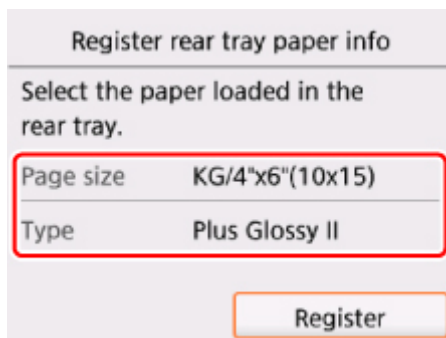 Register rear tray paper info
Select the paper loaded in the
rear tray.
Page size KG/4"x6"(10x15)
Type Plus Glossy II
Register